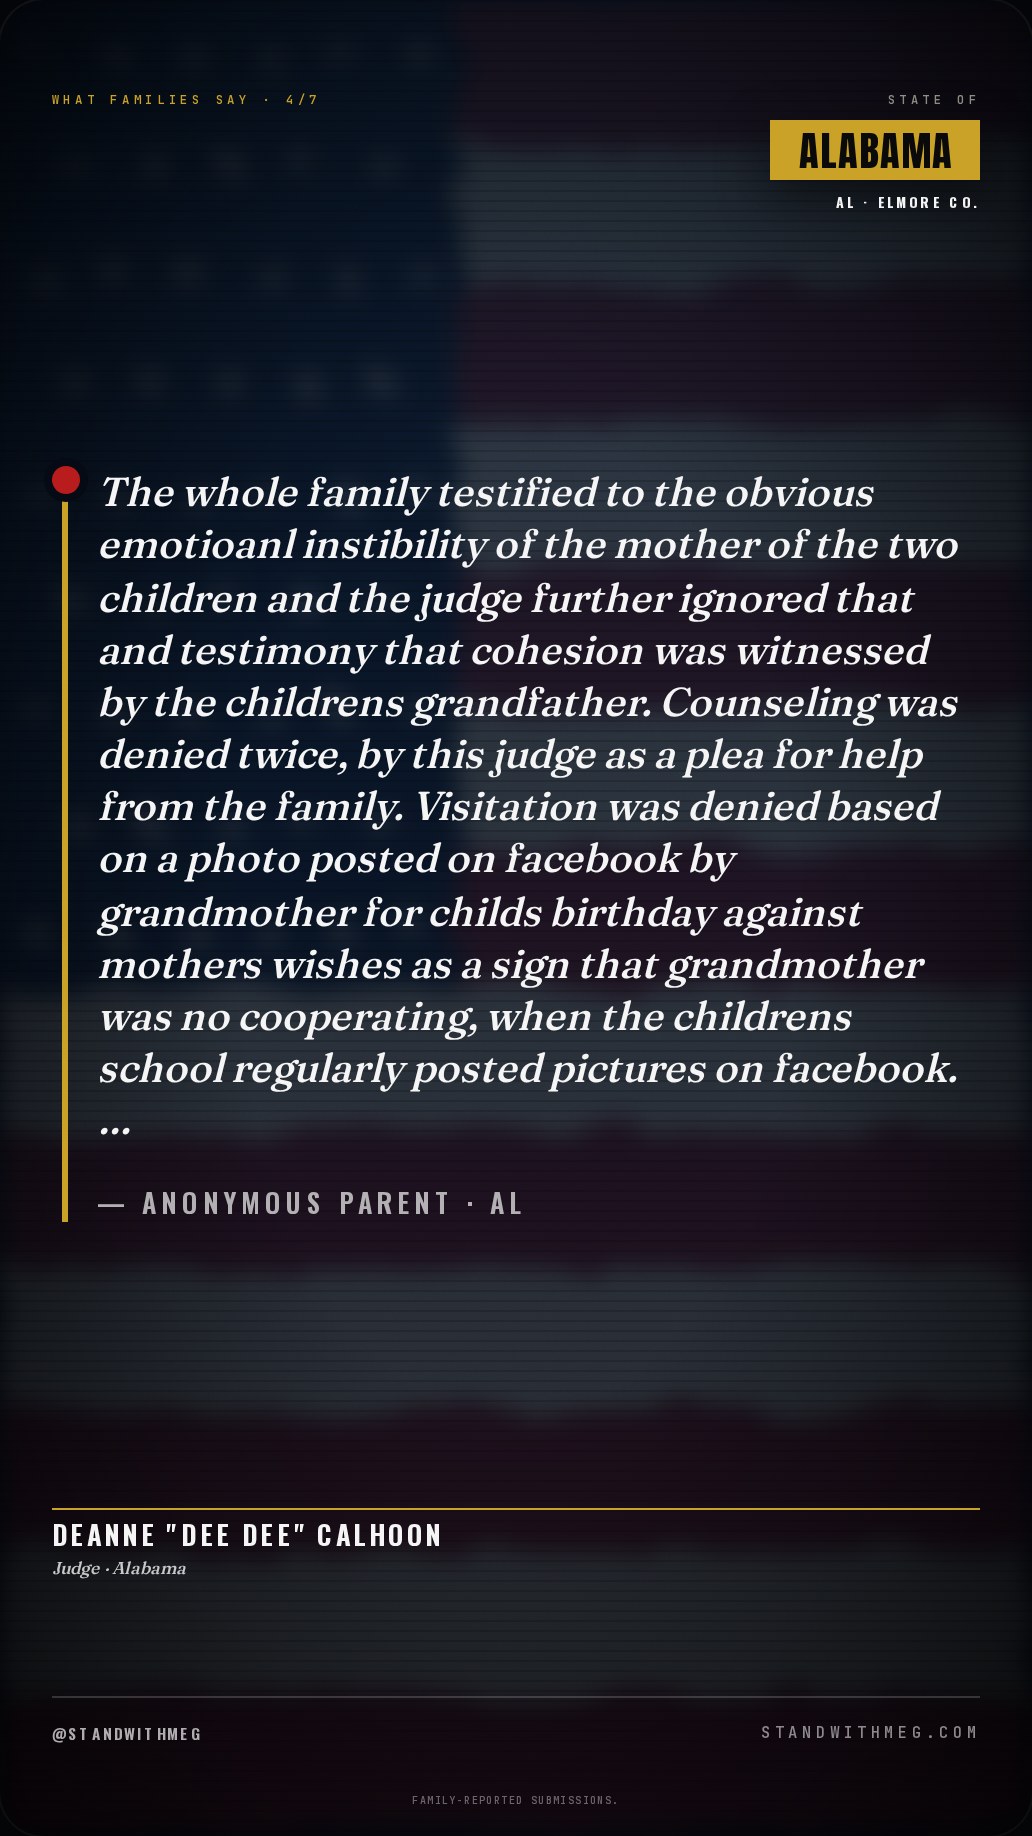 WHAT FAMILIES SAY · 4/7
STATE OF
ALABAMA
AL · ELMORE CO.
The whole family testified to the obvious
emotioanl instibility of the mother of the two
children and the judge further ignored that
and testimony that cohesion was witnessed
by the childrens grandfather. Counseling was
denied twice, by this judge as a plea for help
from the family. Visitation was denied based
on a photo posted on facebook by
grandmother for childs birthday against
mothers wishes as a sign that grandmother
was no cooperating, when the childrens
school regularly posted pictures on facebook.
...
— ANONYMOUS PARENT · AL
DEANNE "DEE DEE" CALHOON
Judge · Alabama
@STANDWITHMEG
STANDWITHMEG.COM
FAMILY-REPORTED SUBMISSIONS.